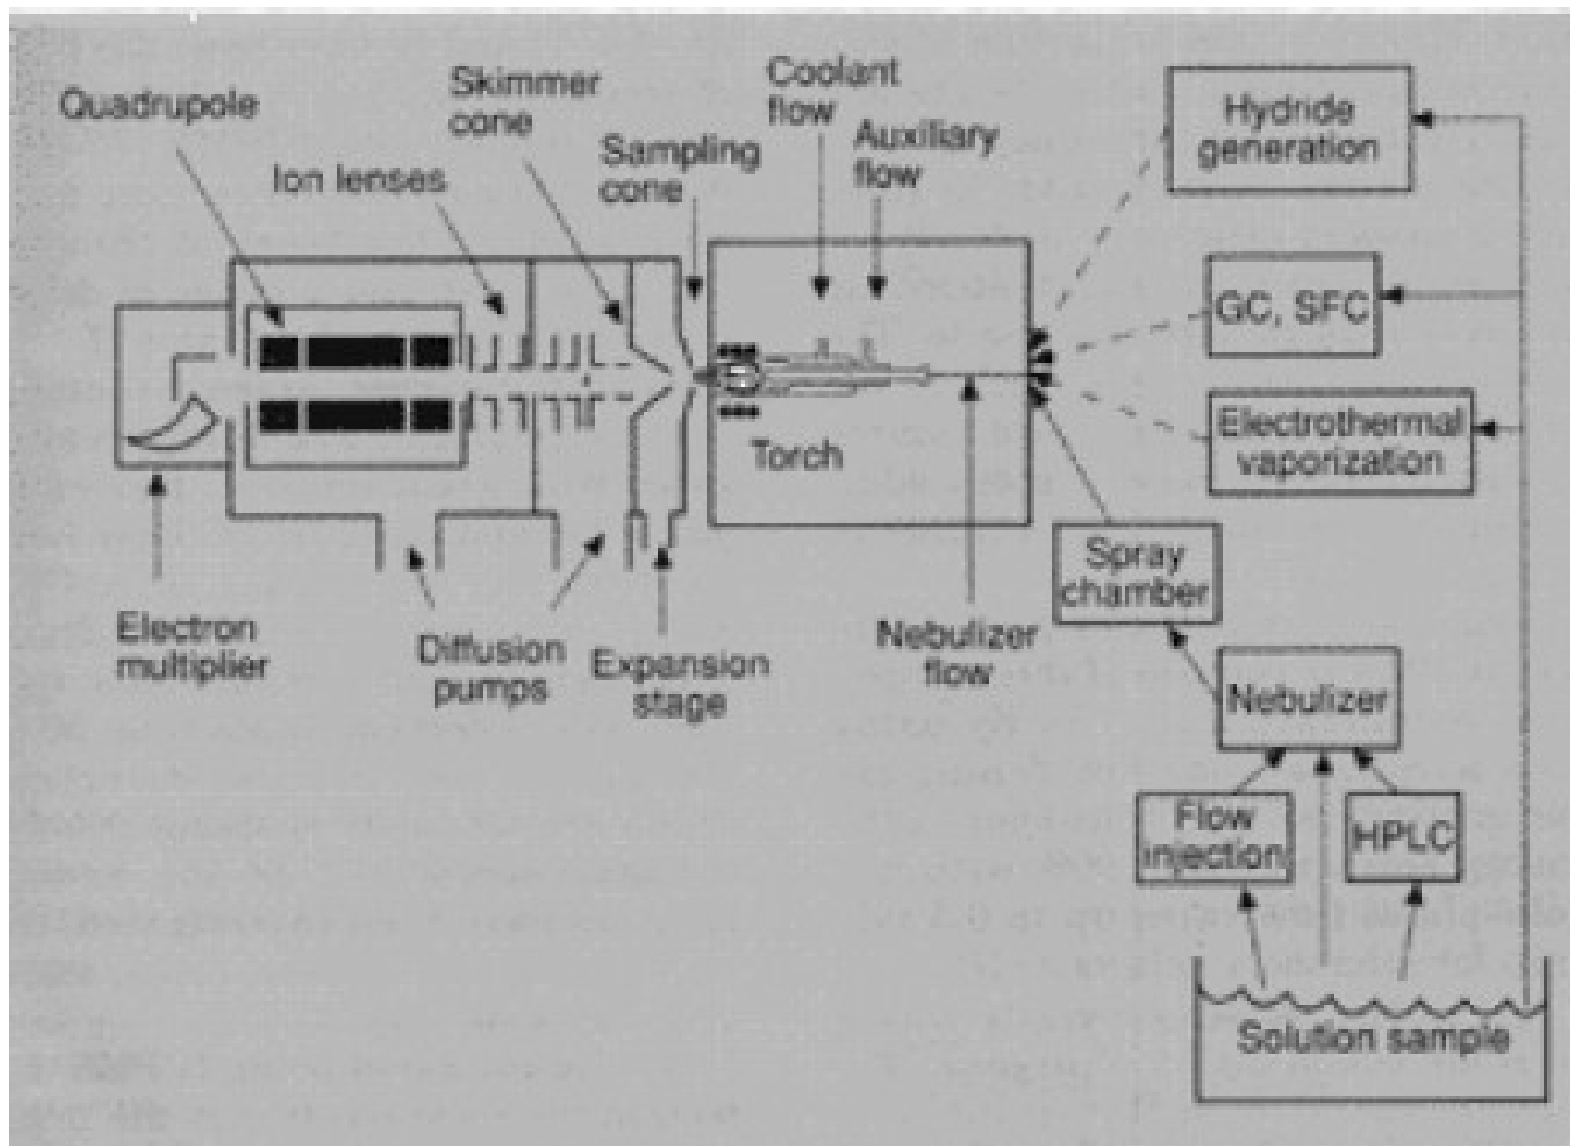 Quadrupole
Ion lenses
Skimmer
cone
Sampling
cone
Coolant
flow
Auxiliary
flow
Hydride
generation
GC, SFC
Electrothermal
vaporization
Torch
Spray
chamber
Electron
multiplier
Diffusion
pumps
Expansion
stage
Nebulizer
flow
Nebulizer
Flow
injection
HPLC
Solution sample